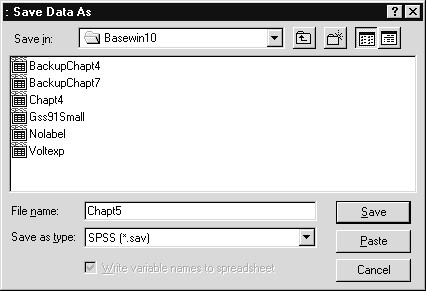 : Save Data As
Save in: Basewin10
BackupChapt4
BackupChapt7
Chapt4
Gss91Small
Nolabel
Voltexp
File name: Chapt5 Save
Save as type: SPSS (*.sav) Paste
Write variable names to spreadsheet Cancel